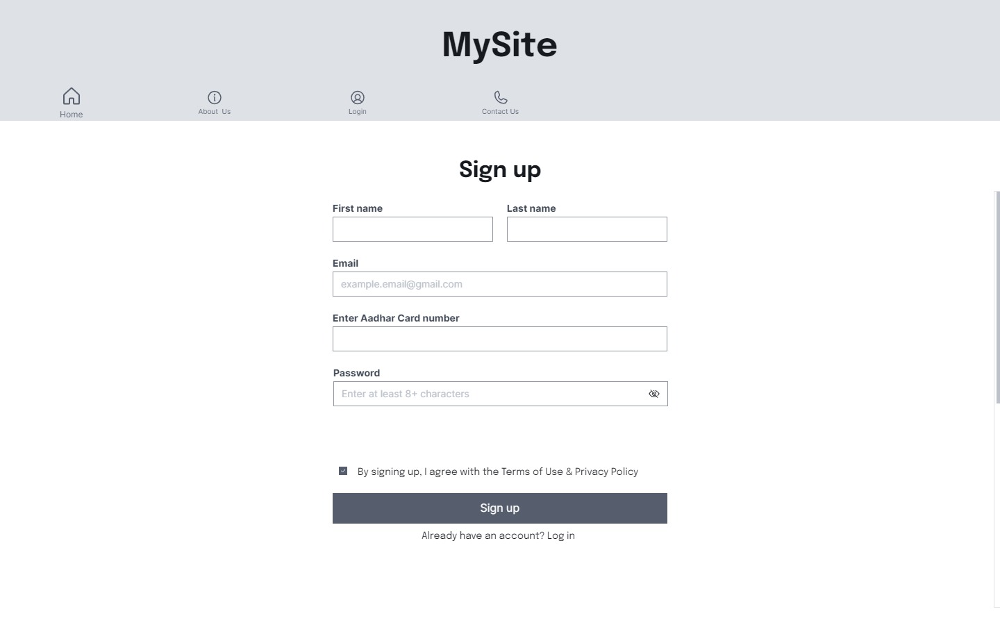 MySite
Home About Us Login Contact Us
Sign up
First name Last name
Email
example.email@gmail.com
Enter Aadhar Card number
Password
Enter at least 8+ characters
By signing up, I agree with the Terms of Use & Privacy Policy
Sign up
Already have an account? Log in